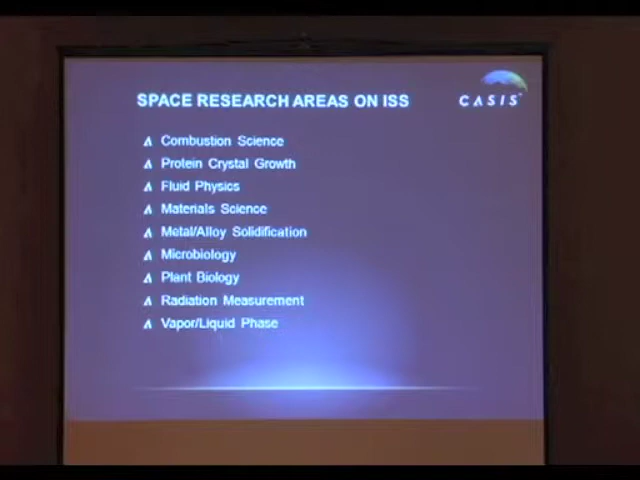 SPACE RESEARCH AREAS ON ISS
CASIS
Combustion Science
Protein Crystal Growth
Fluid Physics
Materials Science
Metal/Alloy Solidification
Microbiology
Plant Biology
Radiation Measurement
Vapor/Liquid Phase